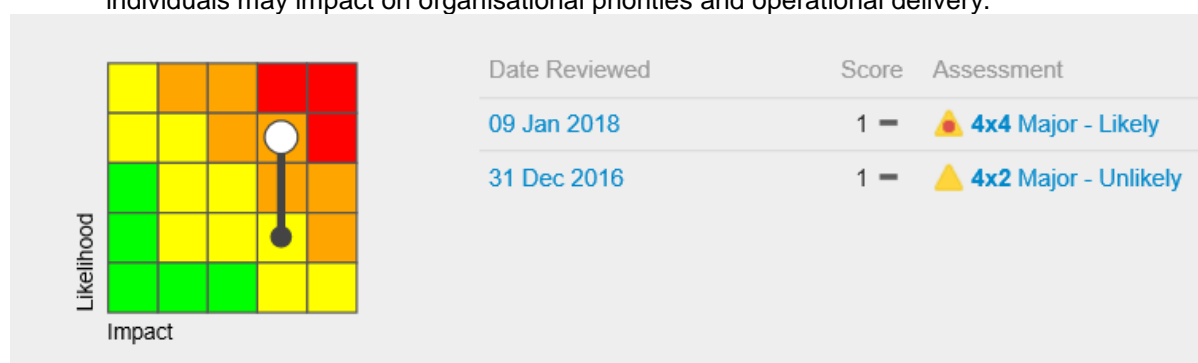 individuals may impact on organisational priorities and operational delivery.
Date Reviewed Score Assessment
09 Jan 2018 1 4x4 Major - Likely
31 Dec 2016 1 4x2 Major - Unlikely
Likelihood
Impact